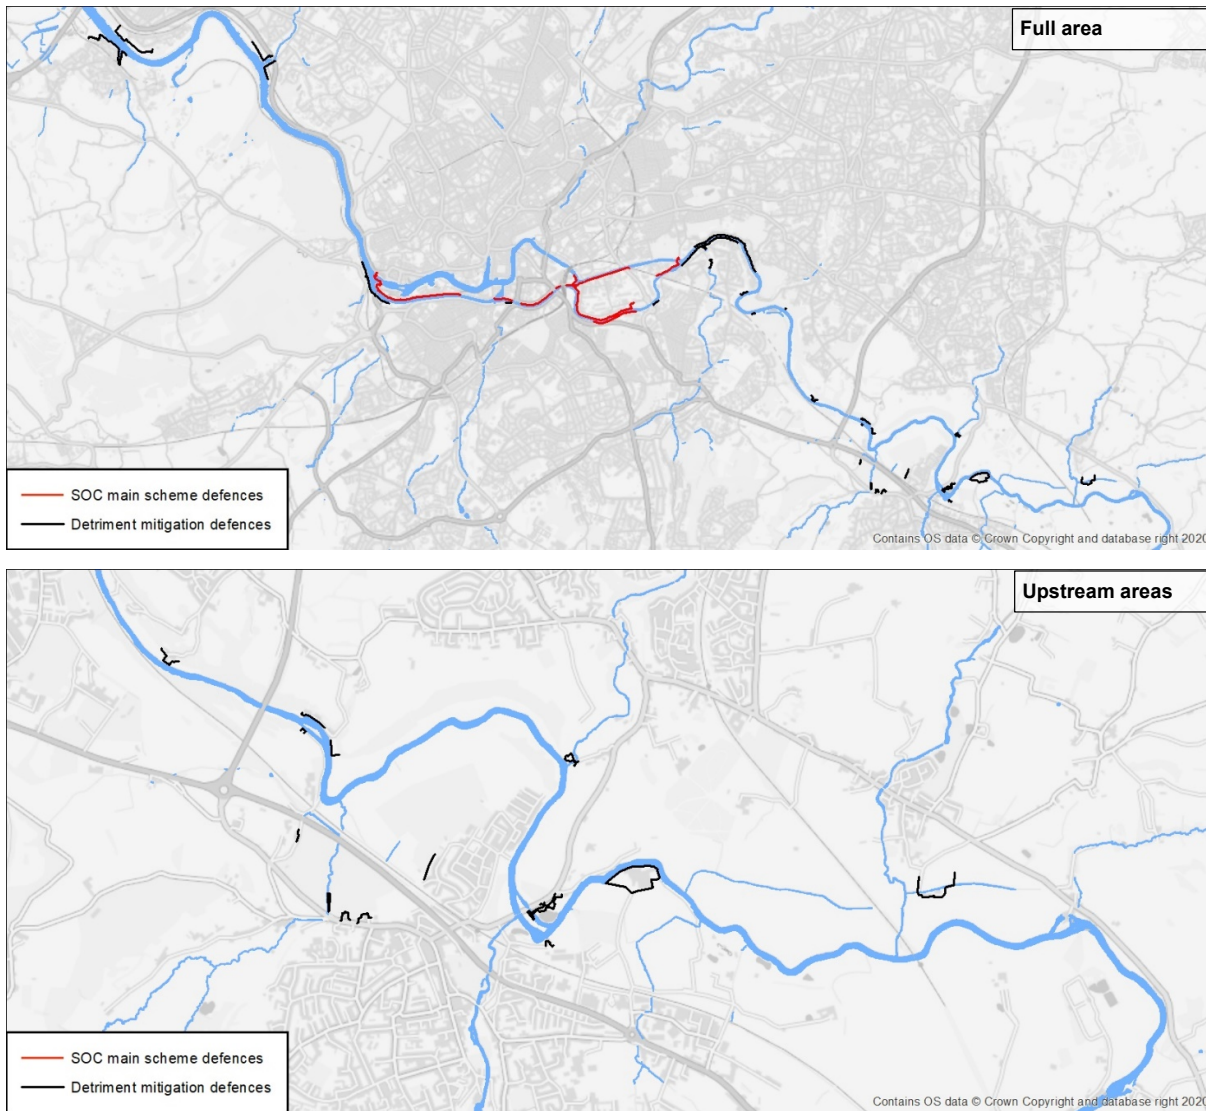 Full area
SOC main scheme defences
Detriment mitigation defences
Contains OS data © Crown Copyright and database right 2020
Upstream areas
SOC main scheme defences
Detriment mitigation defences
Contains OS data © Crown Copyright and database right 2020